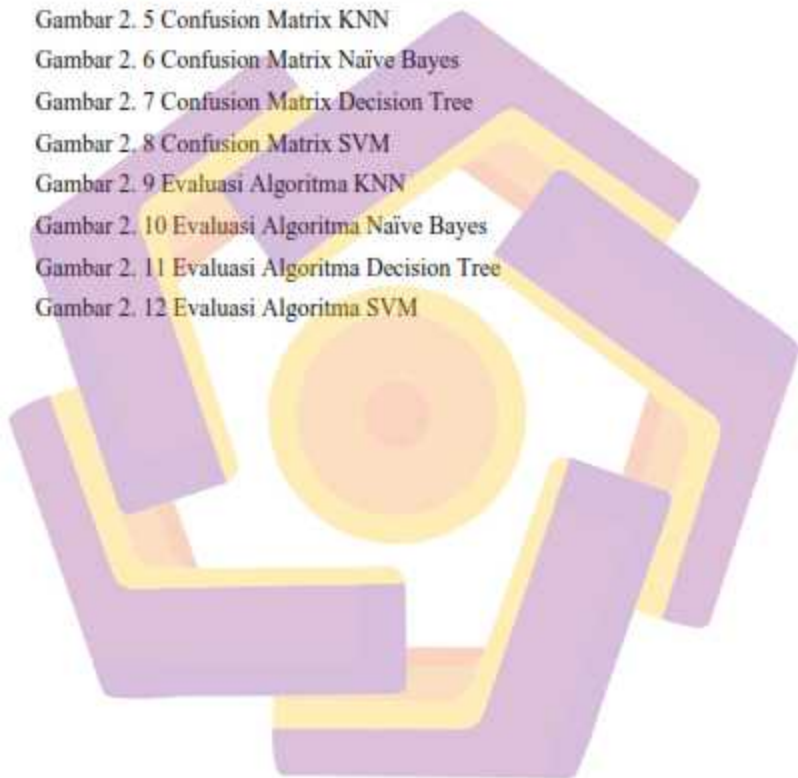 Gambar 2. 5 Confusion Matrix KNN
Gambar 2. 6 Confusion Matrix Naïve Bayes
Gambar 2. 7 Confusion Matrix Decision Tree
Gambar 2. 8 Confusion Matrix SVM
Gambar 2. 9 Evaluasi Algoritma KNN
Gambar 2. 10 Evaluasi Algoritma Naïve Bayes
Gambar 2. 11 Evaluasi Algoritma Decision Tree
Gambar 2. 12 Evaluasi Algoritma SVM